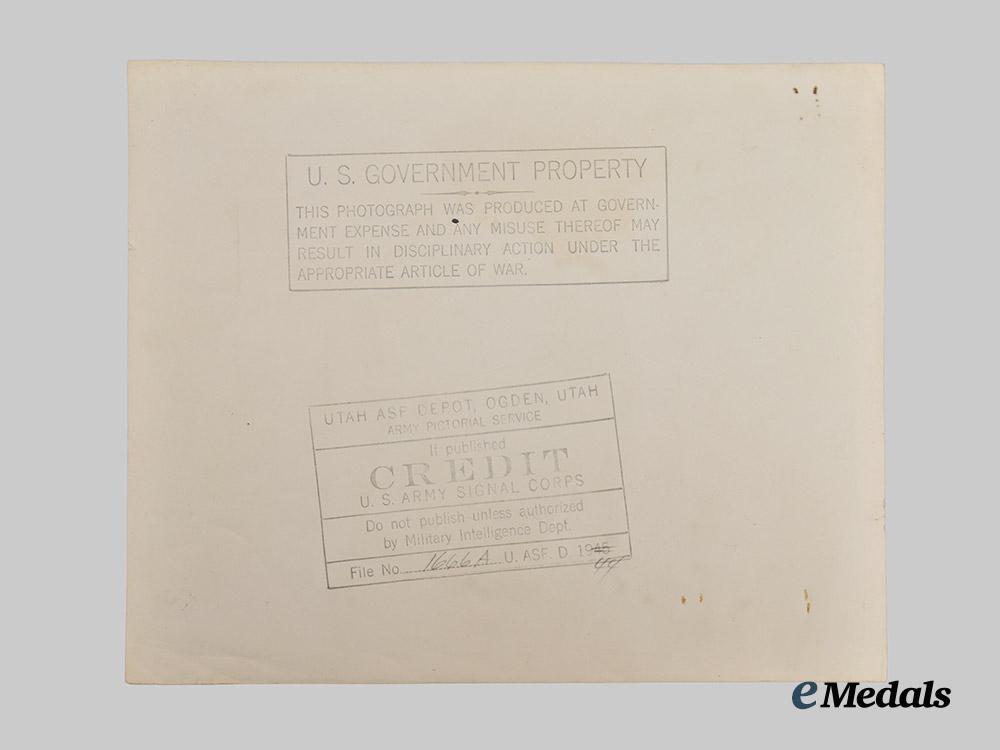 U. S. GOVERNMENT PROPERTY
THIS PHOTOGRAPH WAS PRODUCED AT GOVERN-
MENT EXPENSE AND ANY MISUSE THEREOF MAY
RESULT IN DISCIPLINARY ACTION UNDER THE
APPROPRIATE ARTICLE OF WAR.
UTAH ASF DEPOT, OGDEN, UTAH
ARMY PICTORIAL SERVICE
If published
CREDIT
U. S. ARMY SIGNAL CORPS
Do not publish unless authorized
by Military Intelligence Dept.
File No. 1666A U. ASF. D. 1945
44
eMedals